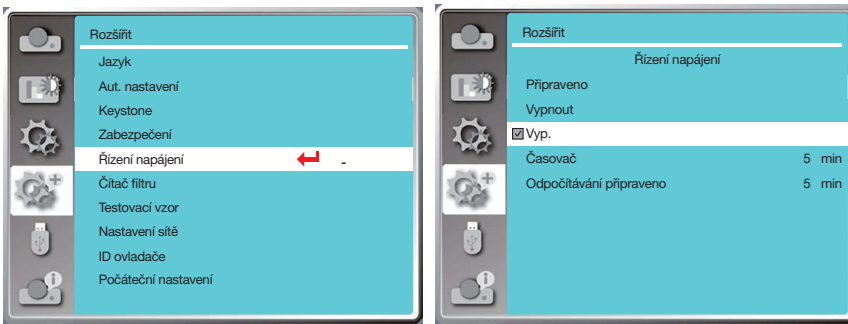 Rozšířit
Jazyk
Aut. nastavení
Keystone
Zabezpečení
Řízení napájení -
Čítač filtru
Testovací vzor
Nastavení sítě
ID ovladače
Počáteční nastavení
Rozšířit
Řízení napájení
Připraveno
Vypnout
Vyp.
Časovač 5 min
Odpočítávání připraveno 5 min